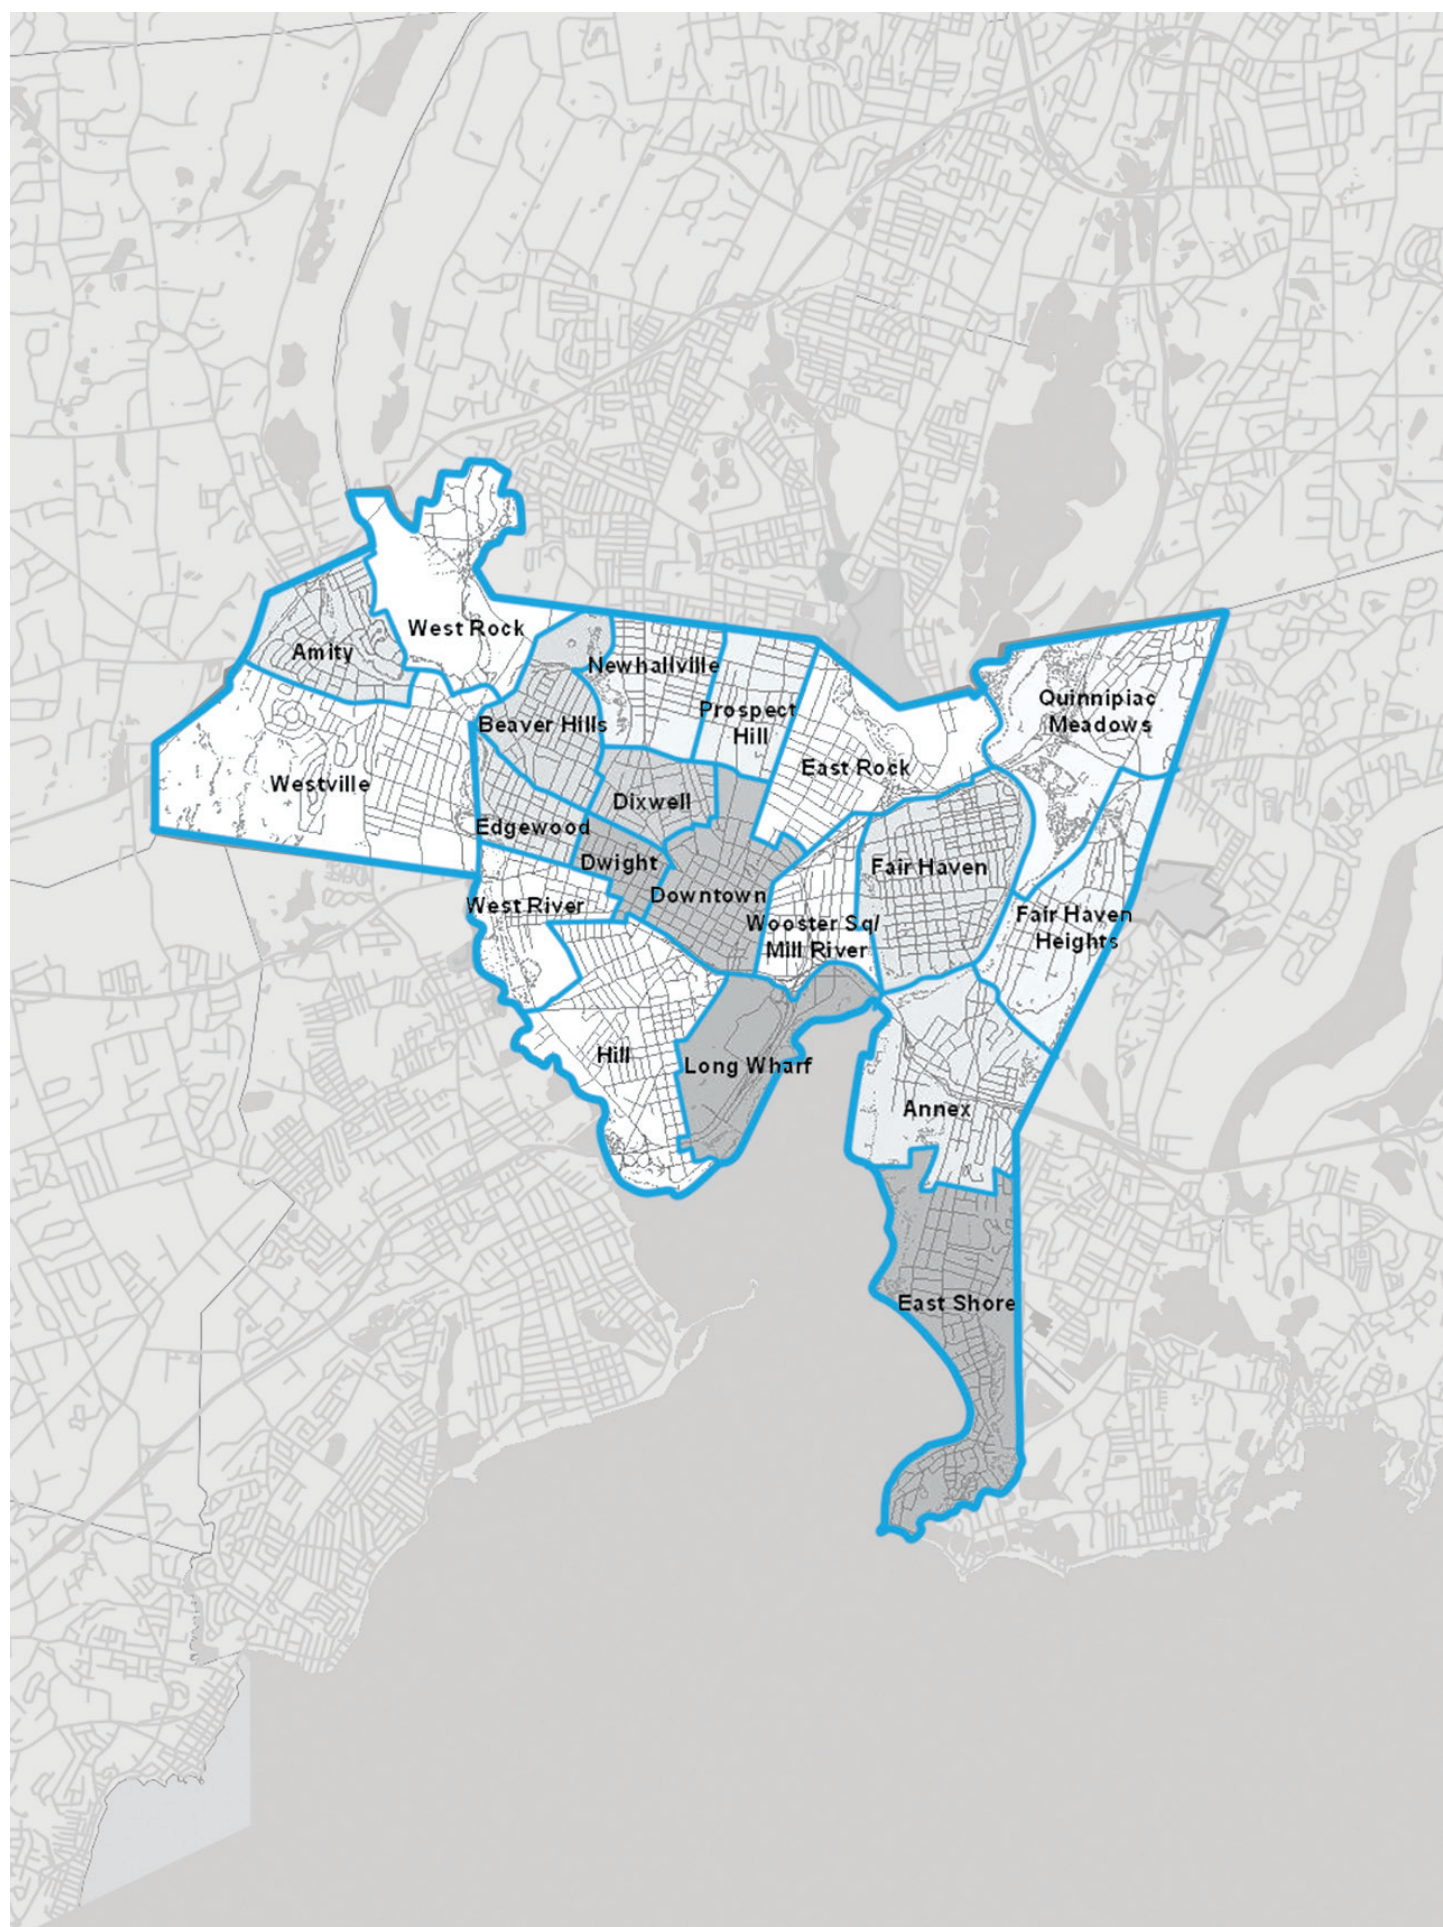 West Rock
Amity
Newhallville
Quinnipiac
Meadows
Prospect
Hill
Beaver Hills
East Rock
Westville
Dixwell
Edgewood
Dwight
Fair Haven
Downtown
West River
Fair Haven
Heights
Wooster Sq/
Mill River
Hill
Long Wharf
Annex
East Shore